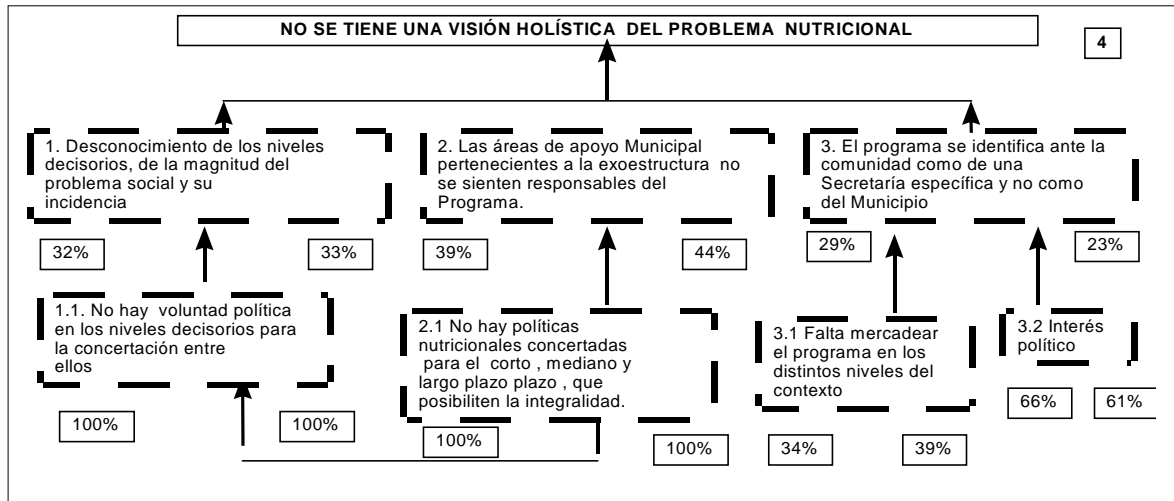 NO SE TIENE UNA VISIÓN HOLÍSTICA DEL PROBLEMA NUTRICIONAL
4
1. Desconocimiento de los niveles
decisorios, de la magnitud del
problema social y su
incidencia
2. Las áreas de apoyo Municipal
pertenecientes a la exoestructura no
se sienten responsables del
Programa.
3. El programa se identifica ante la
comunidad como de una
Secretaría específica y no como
del Municipio
32%
33%
39%
44%
29%
23%
1.1. No hay voluntad política
en los niveles decisorios para
la concertación entre
ellos
2.1 No hay políticas
nutricionales concertadas
para el corto , mediano y
largo plazo plazo , que
posibiliten la integralidad.
3.1 Falta mercadear
el programa en los
distintos niveles del
contexto
3.2 Interés
político
100%
100%
100%
100%
34%
39%
66%
61%